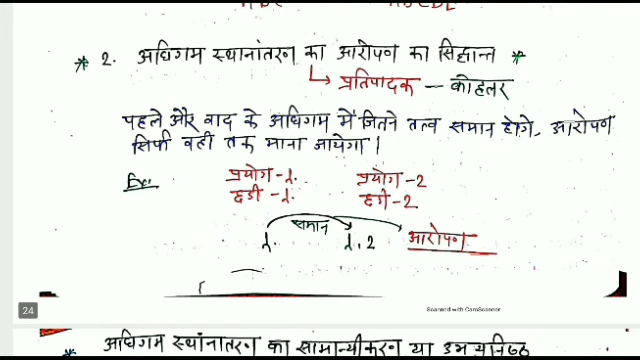 * 2. अधिगम स्थानांतरण का आरोपण का सिद्धान्त *
प्रतिपादक - कोहलर
पहले और वाद के अधिगम में जितने तत्व समान होगे, आरोपण
सिर्फ वही तक माना जायेगा।
Ex:
प्रयोग-1. प्रयोग-2
छडी-1. छडी-2
समान
1. 1.2 आरोपण
24
Scanned with CamScanner
* अधिगम स्थांनातरण का सामान्यीकरण या